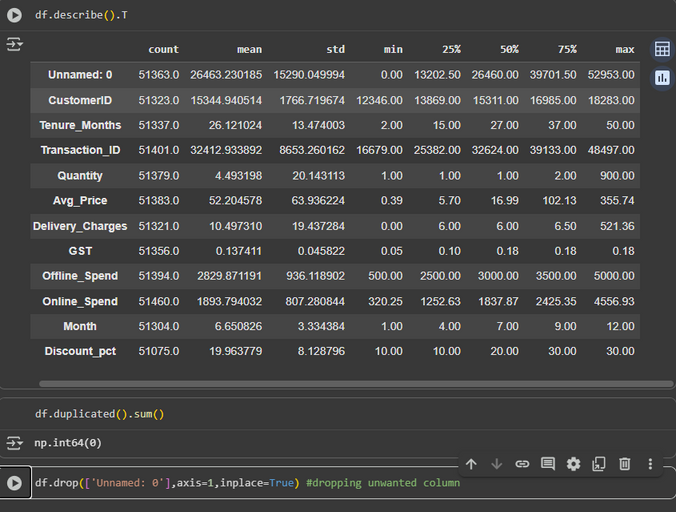 df.describe().T
count mean std min 25% 50% 75% max
Unnamed: 0 51363.0 26463.230185 15290.049994 0.00 13202.50 26460.00 39701.50 52953.00
CustomerID 51323.0 15344.940514 1766.719674 12346.00 13869.00 15311.00 16985.00 18283.00
Tenure_Months 51337.0 26.121024 13.474003 2.00 15.00 27.00 37.00 50.00
Transaction_ID 51401.0 32412.933892 8653.260162 16679.00 25382.00 32624.00 39133.00 48497.00
Quantity 51379.0 4.493198 20.143113 1.00 1.00 1.00 2.00 900.00
Avg_Price 51383.0 52.204578 63.936224 0.39 5.70 16.99 102.13 355.74
Delivery_Charges 51321.0 10.497310 19.437284 0.00 6.00 6.00 6.50 521.36
GST 51356.0 0.137411 0.045822 0.05 0.10 0.18 0.18 0.18
Offline_Spend 51394.0 2829.871191 936.118902 500.00 2500.00 3000.00 3500.00 5000.00
Online_Spend 51460.0 1893.794032 807.280844 320.25 1252.63 1837.87 2425.35 4556.93
Month 51304.0 6.650826 3.334384 1.00 4.00 7.00 9.00 12.00
Discount_pct 51075.0 19.963779 8.128796 10.00 10.00 20.00 30.00 30.00
df.duplicated().sum()
np.int64(0)
df.drop(['Unnamed: 0'],axis=1,inplace=True) #dropping unwanted column